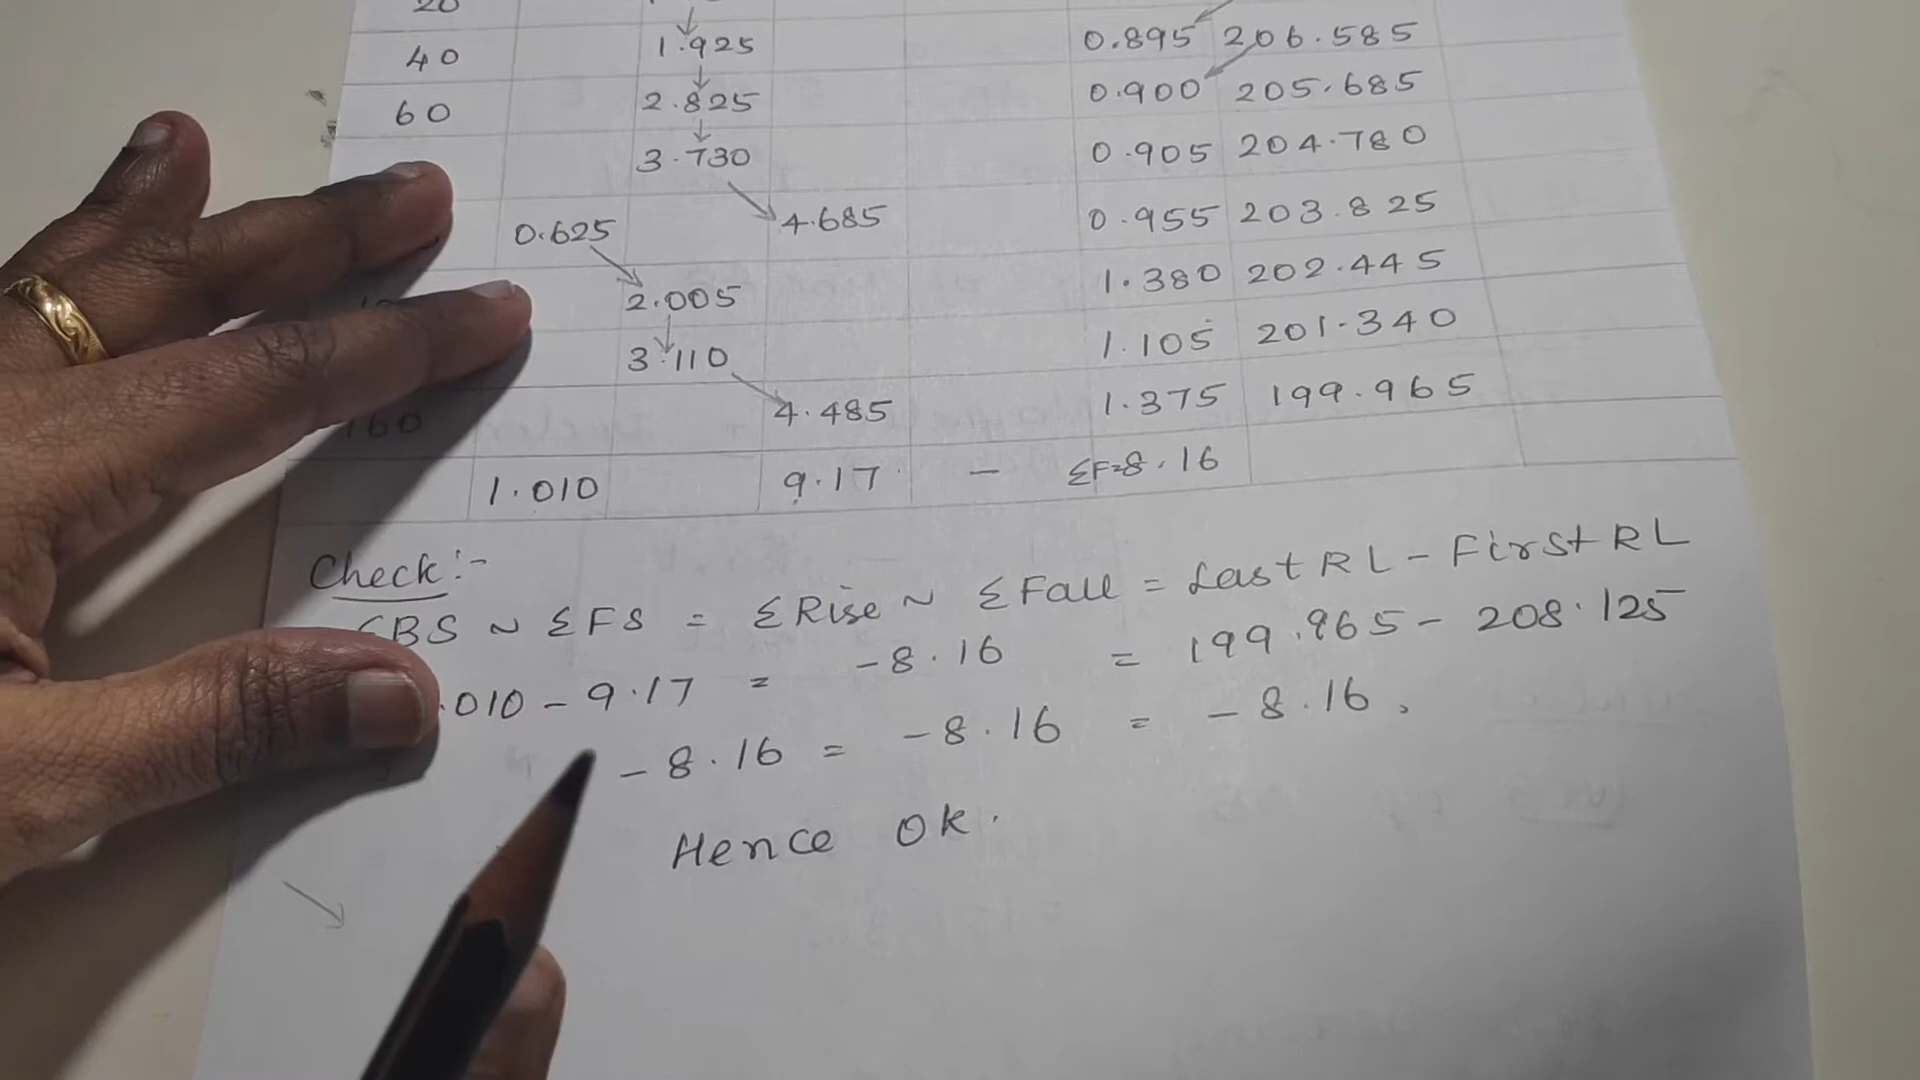 20
40 1.925 0.895 206.585
60 2.825 0.900 205.685
3.730 0.905 204.780
0.625 4.685 0.955 203.825
2.005 1.380 202.445
3.110 1.105 201.340
160 4.485 1.375 199.965
1.010 9.17 - ΣF=8.16
Check:-
ΣBS ~ ΣFS = ΣRise ~ ΣFall = Last RL - First RL
.010 - 9.17 = -8.16 = 199.965 - 208.125
-8.16 = -8.16 = -8.16.
Hence Ok.